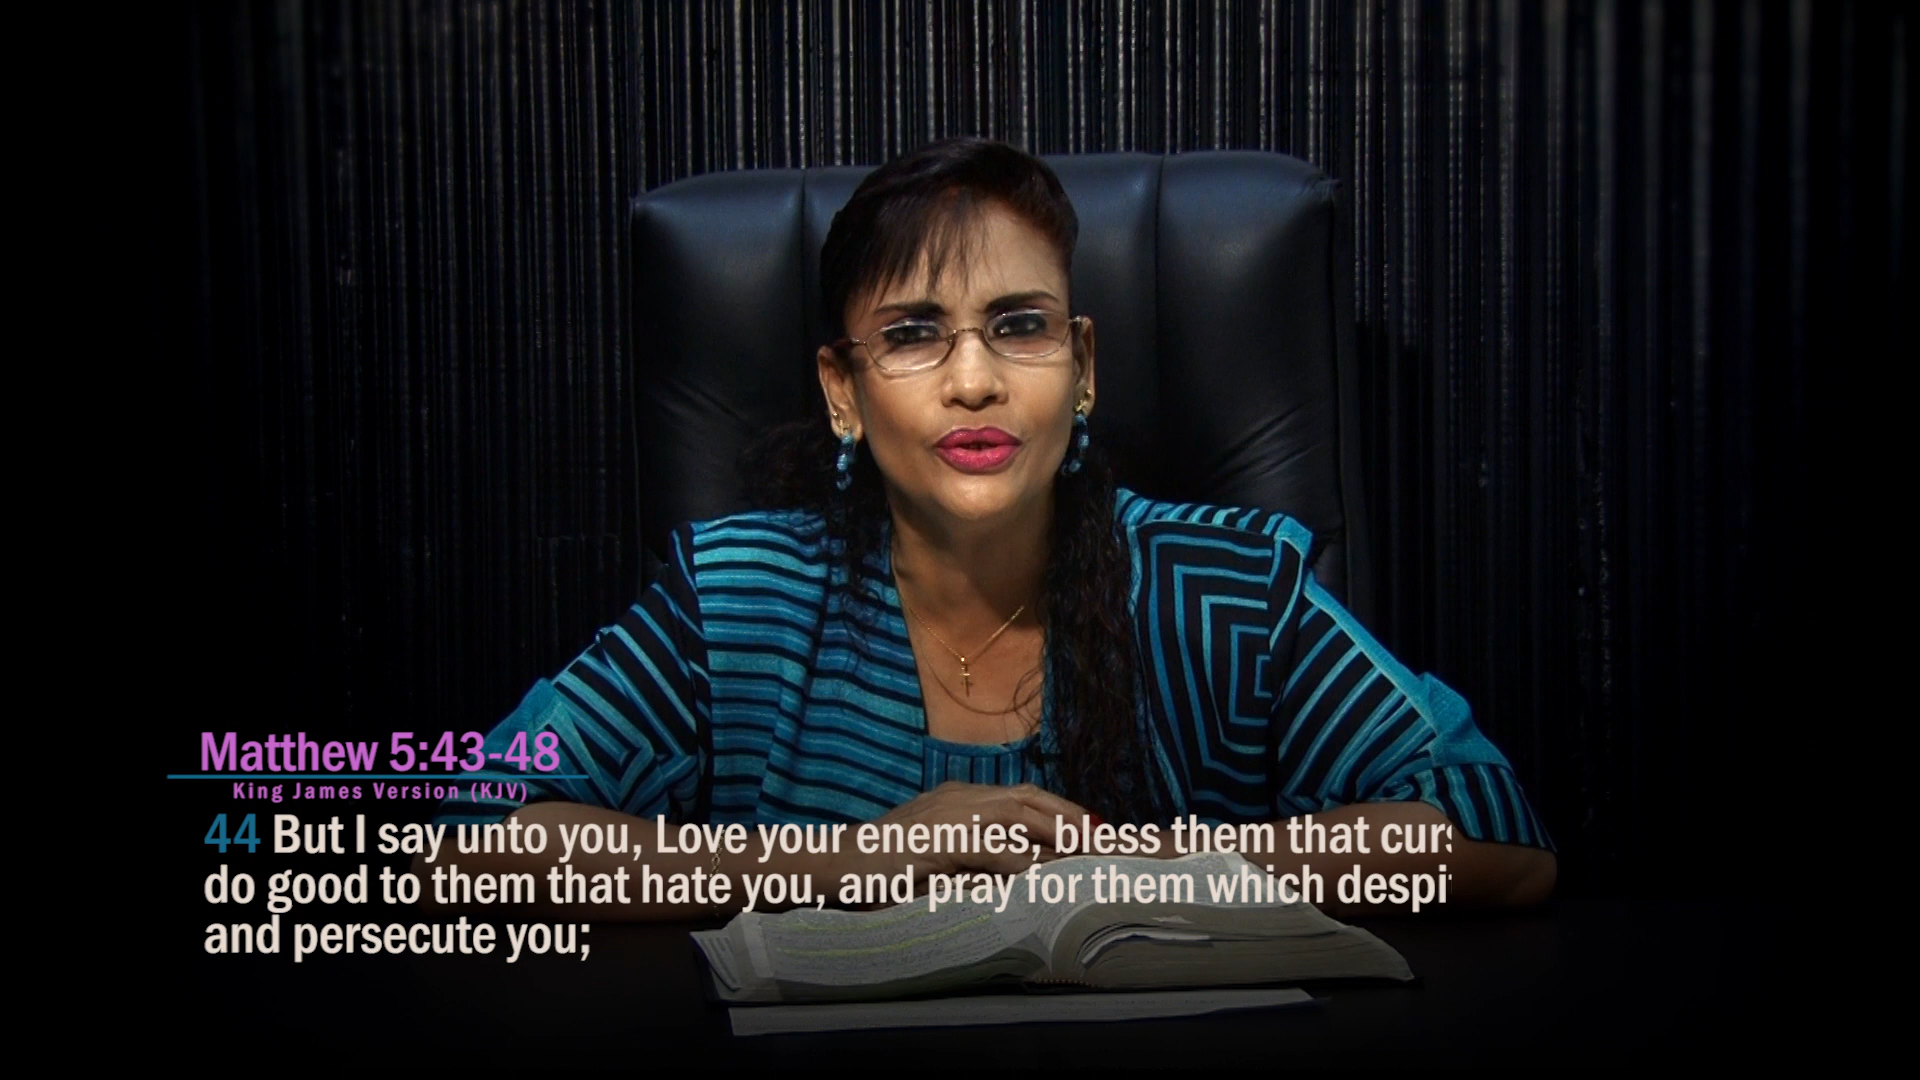 Matthew 5:43-48
King James Version (KJV)
44 But I say unto you, Love your enemies, bless them that curs
do good to them that hate you, and pray for them which despi
and persecute you;